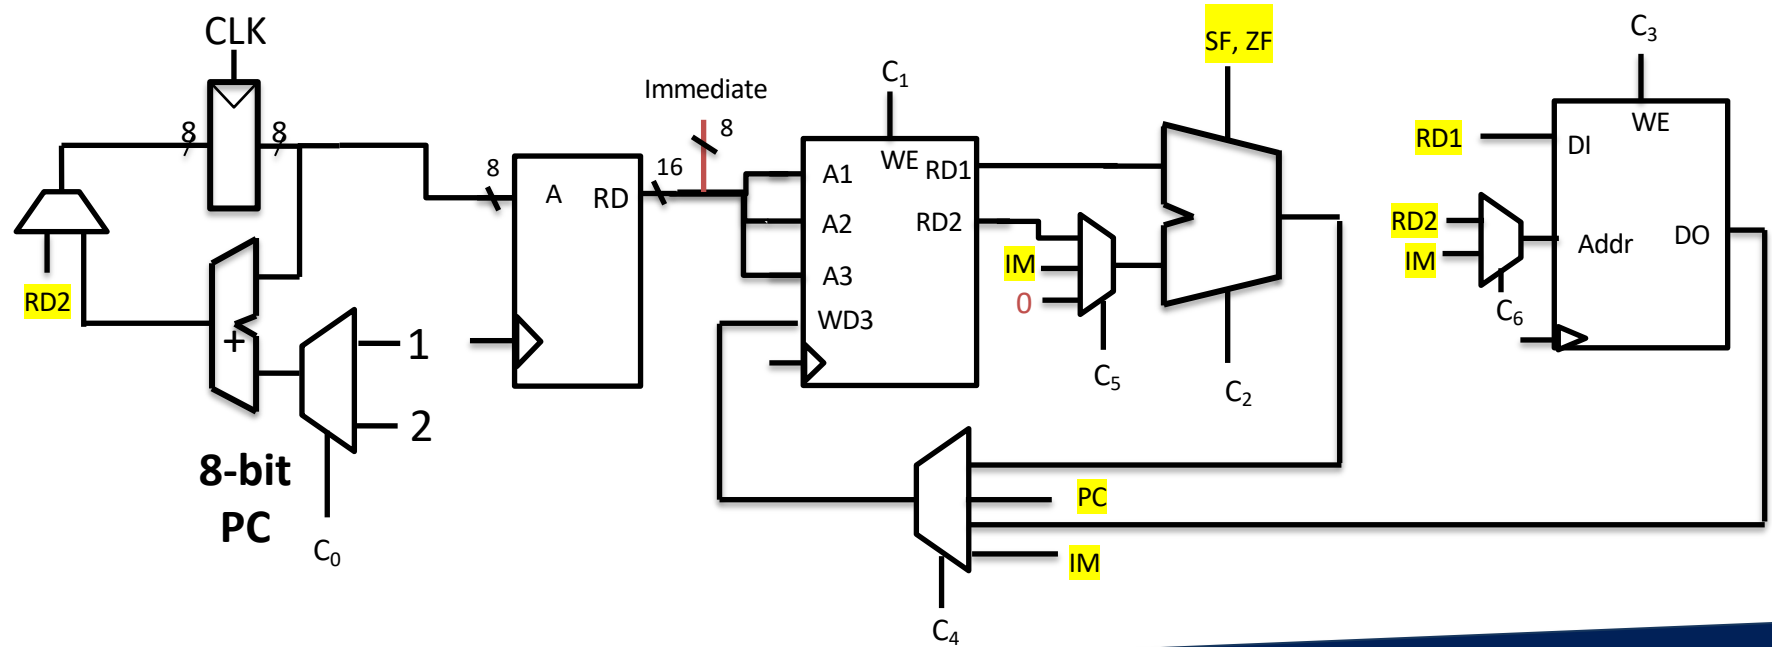 CLK
8
8
RD2
+
1
2
8-bit
PC
C0
8
A
RD
16
Immediate
8
C1
WE
A1
A2
A3
WD3
RD1
RD2
IM
0
C5
SF, ZF
C2
PC
IM
C4
C3
WE
RD1
DI
RD2
IM
C6
Addr
DO